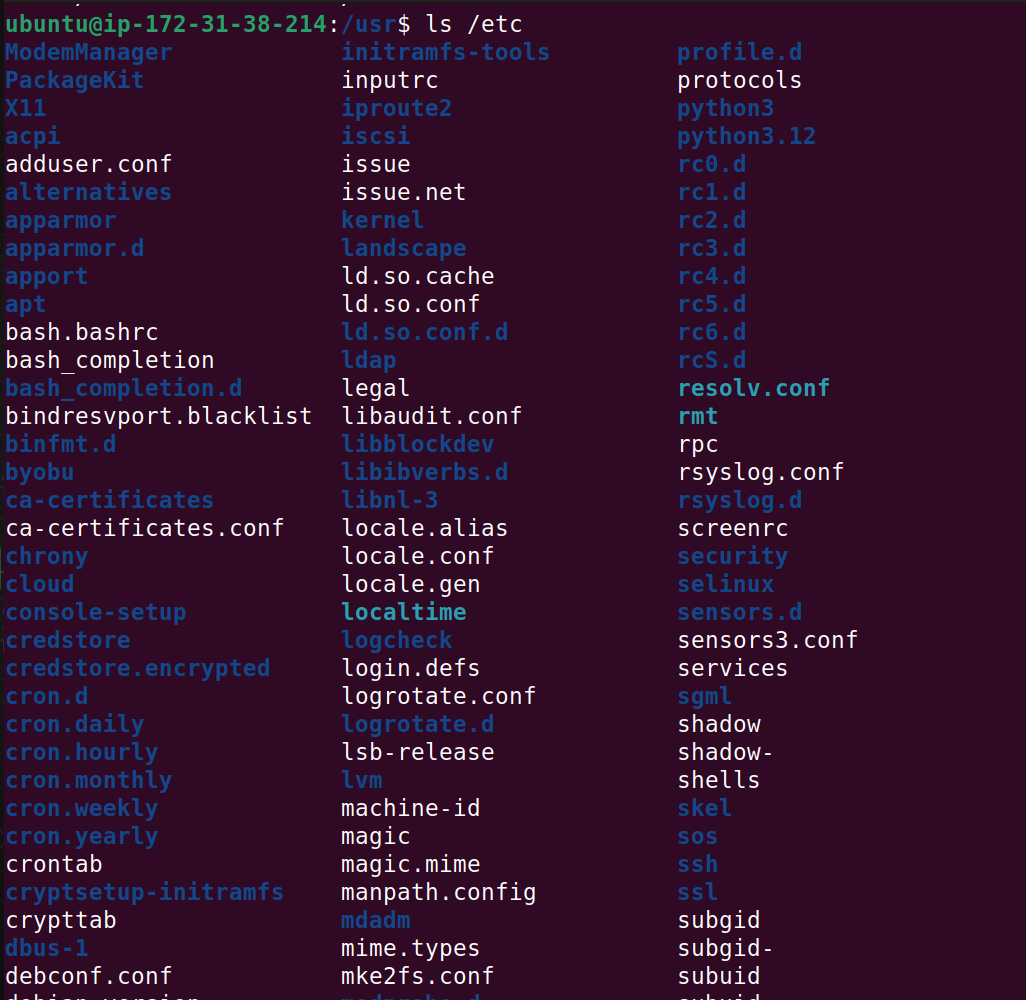 ubuntu@ip-172-31-38-214:/usr$ ls /etc
ModemManager initramfs-tools profile.d
PackageKit inputrc protocols
X11 iproute2 python3
acpi iscsi python3.12
adduser.conf issue rc0.d
alternatives issue.net rc1.d
apparmor kernel rc2.d
apparmor.d landscape rc3.d
apport ld.so.cache rc4.d
apt ld.so.conf rc5.d
bash.bashrc ld.so.conf.d rc6.d
bash_completion ldap rcS.d
bash_completion.d legal resolv.conf
bindresvport.blacklist libaudit.conf rmt
binfmt.d libblockdev rpc
byobu libibverbs.d rsyslog.conf
ca-certificates libnl-3 rsyslog.d
ca-certificates.conf locale.alias screenrc
chrony locale.conf security
cloud locale.gen selinux
console-setup localtime sensors.d
credstore logcheck sensors3.conf
credstore.encrypted login.defs services
cron.d logrotate.conf sgml
cron.daily logrotate.d shadow
cron.hourly lsb-release shadow-
cron.monthly lvm shells
cron.weekly machine-id skel
cron.yearly magic sos
crontab magic.mime ssh
cryptsetup-initramfs manpath.config ssl
crypttab mdadm subgid
dbus-1 mime.types subgid-
debconf.conf mke2fs.conf subuid